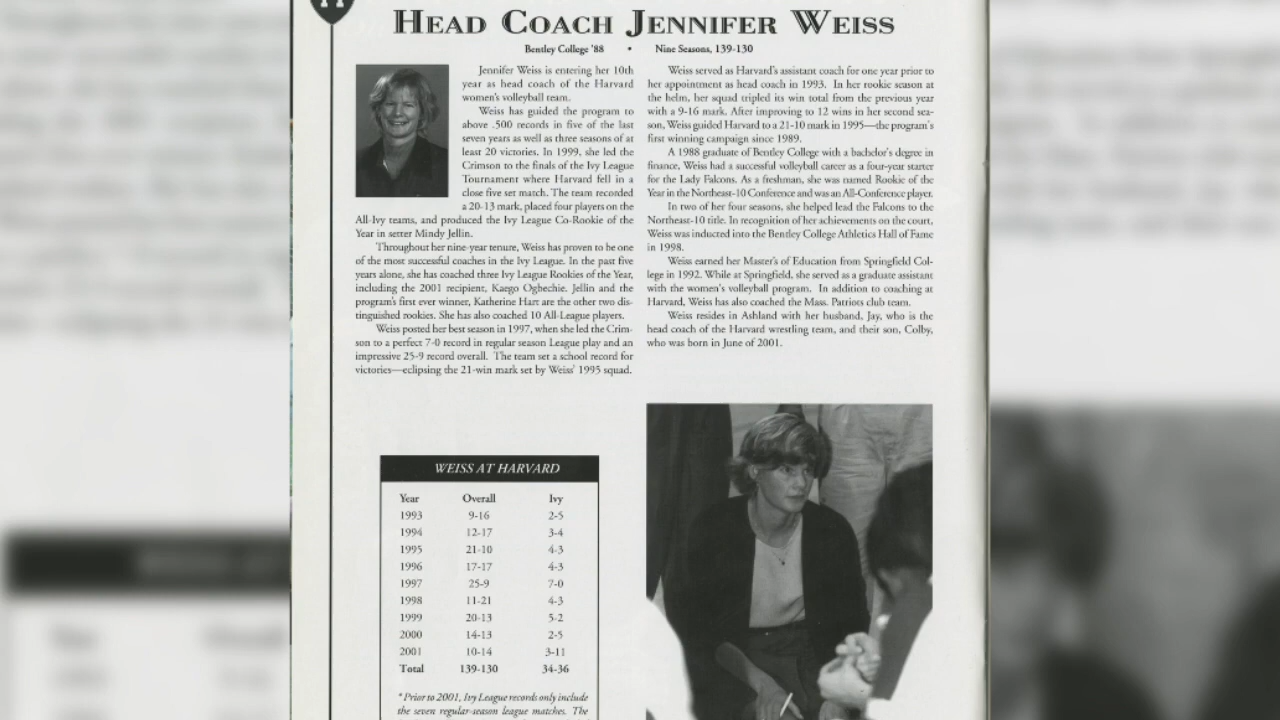 H
HEAD COACH JENNIFER WEISS
Bentley College '88 • Nine Seasons, 139-130
Jennifer Weiss is entering her 10th
year as head coach of the Harvard
women's volleyball team.
Weiss has guided the program to
above .500 records in five of the last
seven years as well as three seasons of at
least 20 victories. In 1999, she led the
Crimson to the finals of the Ivy League
Tournament where Harvard fell in a
close five set match. The team recorded
a 20-13 mark, placed four players on the
All-Ivy teams, and produced the Ivy League Co-Rookie of the
Year in setter Mindy Jellin.
Throughout her nine-year tenure, Weiss has proven to be one
of the most successful coaches in the Ivy League. In the past five
years alone, she has coached three Ivy League Rookies of the Year,
including the 2001 recipient, Kaego Ogbechie. Jellin and the
program's first ever winner, Katherine Hart are the other two dis-
tinguished rookies. She has also coached 10 All-League players.
Weiss posted her best season in 1997, when she led the Crim-
son to a perfect 7-0 record in regular season League play and an
impressive 25-9 record overall. The team set a school record for
victories—eclipsing the 21-win mark set by Weiss' 1995 squad.
Weiss served as Harvard's assistant coach for one year prior to
her appointment as head coach in 1993. In her rookie season at
the helm, her squad tripled its win total from the previous year
with a 9-16 mark. After improving to 12 wins in her second sea-
son, Weiss guided Harvard to a 21-10 mark in 1995—the program's
first winning campaign since 1989.
A 1988 graduate of Bentley College with a bachelor's degree in
finance, Weiss had a successful volleyball career as a four-year starter
for the Lady Falcons. As a freshman, she was named Rookie of the
Year in the Northeast-10 Conference and was an All-Conference player.
In two of her four seasons, she helped lead the Falcons to the
Northeast-10 title. In recognition of her achievements on the court,
Weiss was inducted into the Bentley College Athletics Hall of Fame
in 1998.
Weiss earned her Master's of Education from Springfield Col-
lege in 1992. While at Springfield, she served as a graduate assistant
with the women's volleyball program. In addition to coaching at
Harvard, Weiss has also coached the Mass. Patriots club team.
Weiss resides in Ashland with her husband, Jay, who is the
head coach of the Harvard wrestling team, and their son, Colby,
who was born in June of 2001.
WEISS AT HARVARD
Year Overall Ivy
1993 9-16 2-5
1994 12-17 3-4
1995 21-10 4-3
1996 17-17 4-3
1997 25-9 7-0
1998 11-21 4-3
1999 20-13 5-2
2000 14-13 2-5
2001 10-14 3-11
Total 139-130 34-36
* Prior to 2001, Ivy League records only include
the seven regular-season league matches. The